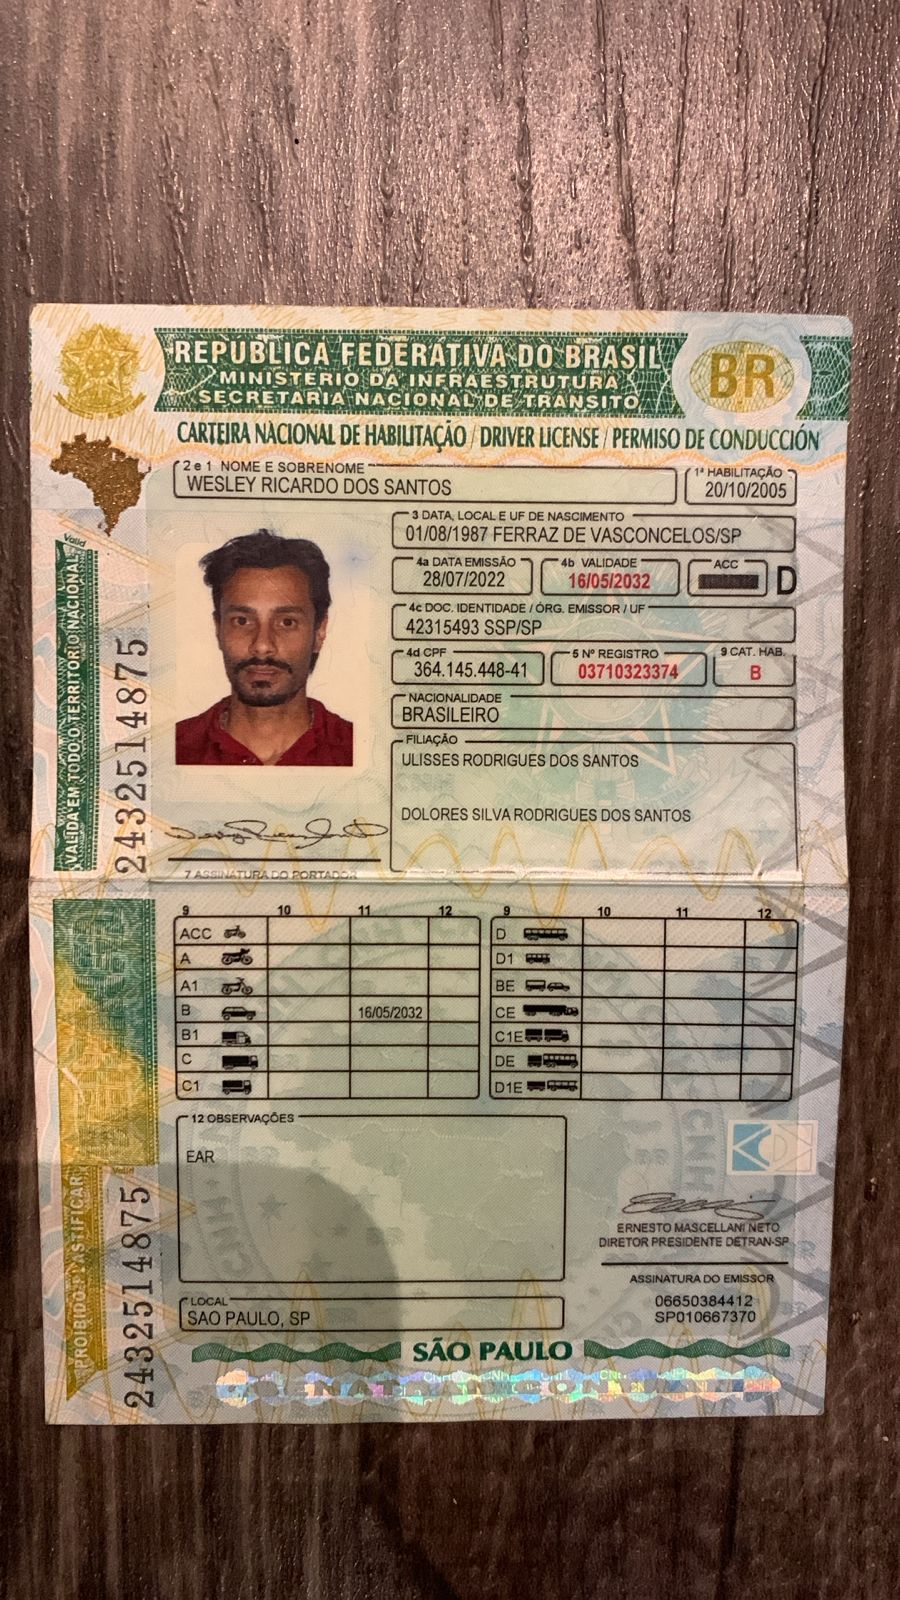 REPÚBLICA FEDERATIVA DO BRASIL
MINISTÉRIO DA INFRAESTRUTURA
SECRETARIA NACIONAL DE TRÂNSITO
BR
CARTEIRA NACIONAL DE HABILITAÇÃO / DRIVER LICENSE / PERMISO DE CONDUCCIÓN
2 e 1 NOME E SOBRENOME
WESLEY RICARDO DOS SANTOS
1ª HABILITAÇÃO
20/10/2005
3 DATA, LOCAL E UF DE NASCIMENTO
01/08/1987 FERRAZ DE VASCONCELOS/SP
4a DATA EMISSÃO
28/07/2022
4b VALIDADE
16/05/2032
ACC
D
4c DOC. IDENTIDADE / ÓRG. EMISSOR / UF
42315493 SSP/SP
4d CPF
364.145.448-41
5 Nº REGISTRO
03710323374
9 CAT. HAB.
B
NACIONALIDADE
BRASILEIRO
FILIAÇÃO
ULISSES RODRIGUES DOS SANTOS
DOLORES SILVA RODRIGUES DOS SANTOS
7 ASSINATURA DO PORTADOR
Valid
VÁLIDA EM TODO O TERRITÓRIO NACIONAL
2432514875
9 10 11 12
ACC
A
A1
B 16/05/2032
B1
C
C1
9 10 11 12
D
D1
BE
CE
C1E
DE
D1E
12 OBSERVAÇÕES
EAR
ERNESTO MASCELLANI NETO
DIRETOR PRESIDENTE DETRAN-SP
ASSINATURA DO EMISSOR
06650384412
SP010667370
LOCAL
SAO PAULO, SP
Valid
PROIBIDO PLASTIFICAR
2432514875
SÃO PAULO